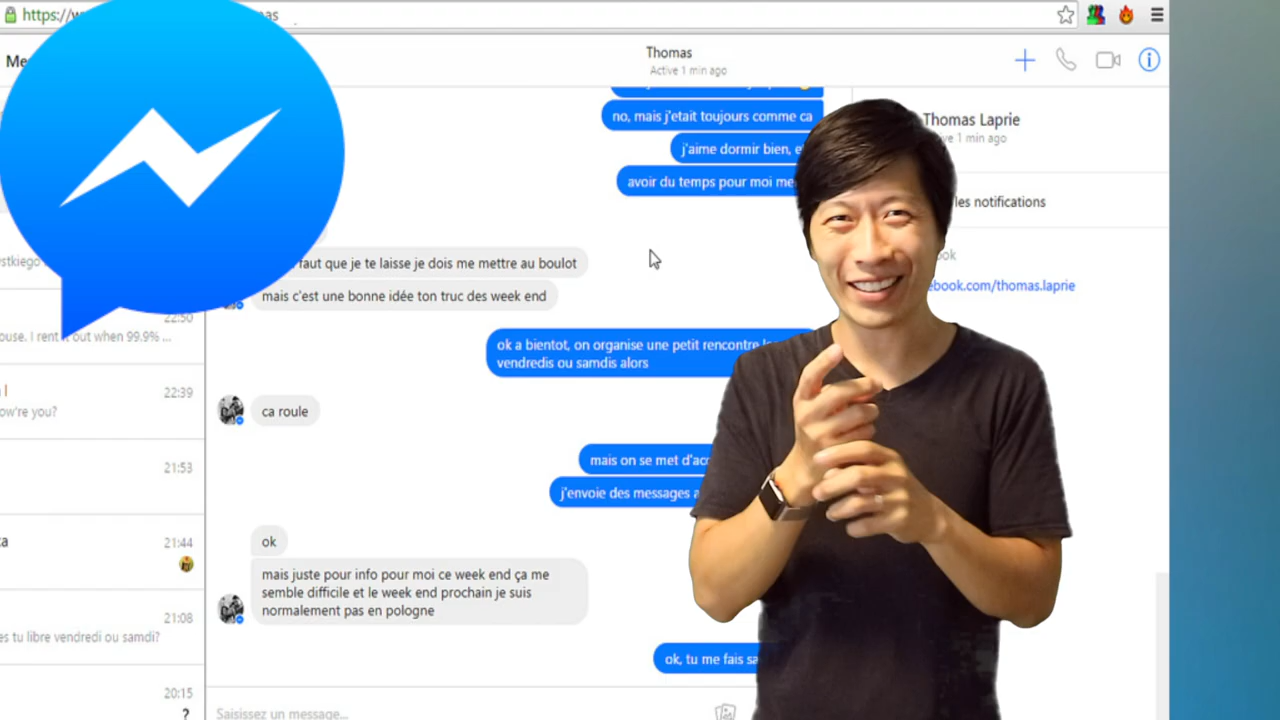 https://w
as
Me
Thomas
Active 1 min ago
no, mais j'etait toujours comme ca
j'aime dormir bien, e
avoir du temps pour moi me
faut que je te laisse je dois me mettre au boulot
mais c'est une bonne idée ton truc des week end
ok a bientot, on organise une petit rencontre
vendredis ou samdis alors
ca roule
mais on se met d'acc
j'envoie des messages a
ok
mais juste pour info pour moi ce week end ça me
semble difficile et le week end prochain je suis
normalement pas en pologne
ok, tu me fais sa
Saisissez un message...
stkiego
22:50
ouse. I rent it out when 99.9% ...
22:39
ow're you?
21:53
ca
21:44
21:08
es tu libre vendredi ou samdi?
20:15
?
Thomas Laprie
ve 1 min ago
les notifications
ook
ebook.com/thomas.laprie